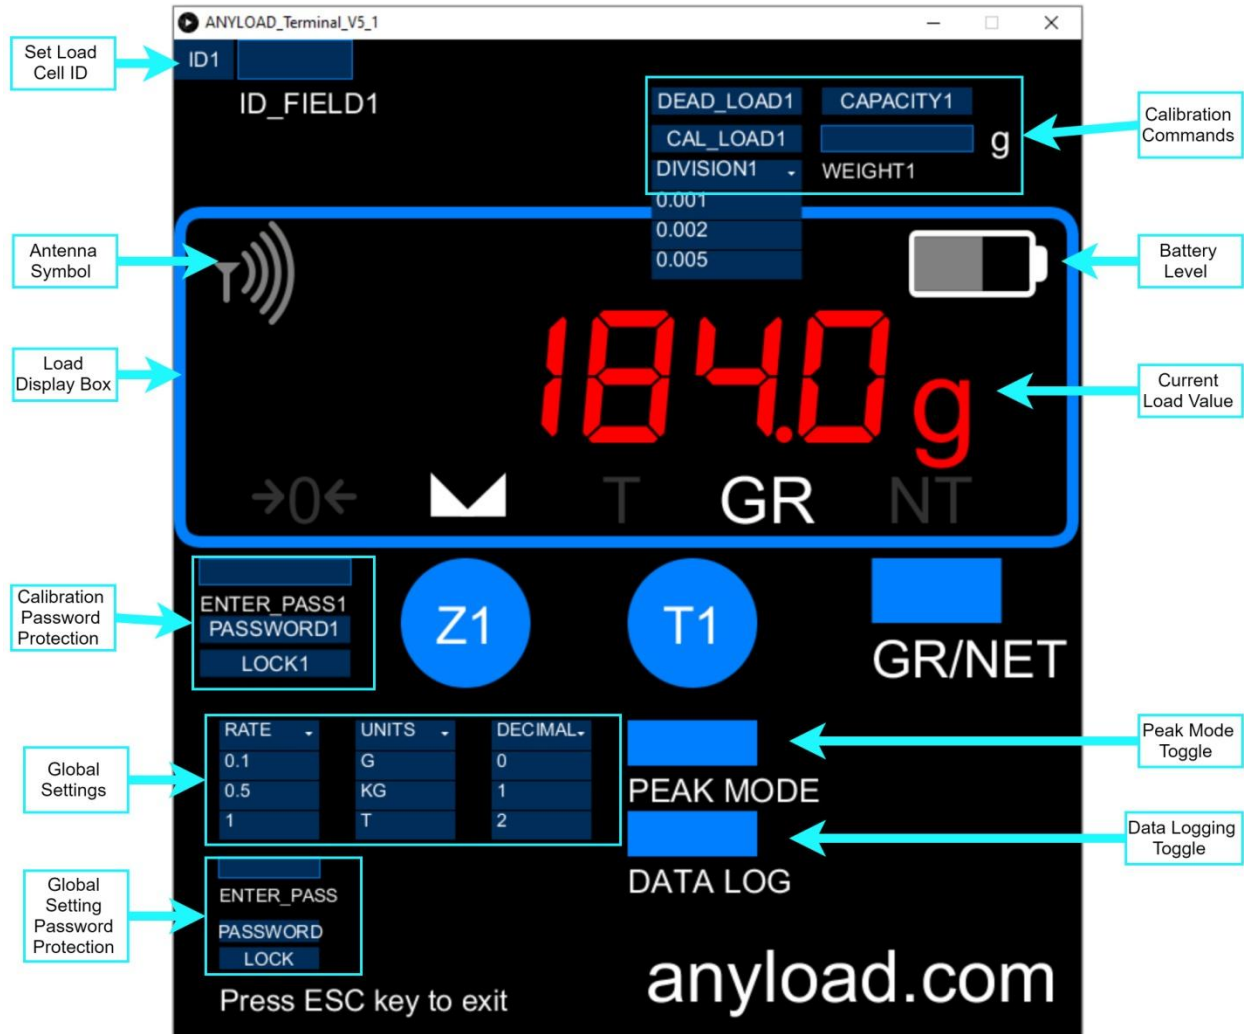 ANYLOAD_Terminal_V5_1
Set Load
Cell ID
ID1
ID_FIELD1
DEAD_LOAD1
CAPACITY1
CAL_LOAD1
g
DIVISION1
WEIGHT1
0.001
0.002
0.005
Calibration
Commands
Antenna
Symbol
Battery
Level
Load
Display Box
184.0 g
Current
Load Value
→0←
T
GR
NT
Calibration
Password
Protection
ENTER_PASS1
PASSWORD1
LOCK1
Z1
T1
GR/NET
Global
Settings
RATE
UNITS
DECIMAL
0.1
G
0
0.5
KG
1
1
T
2
PEAK MODE
Peak Mode
Toggle
DATA LOG
Data Logging
Toggle
Global
Setting
Password
Protection
ENTER_PASS
PASSWORD
LOCK
Press ESC key to exit
anyload.com